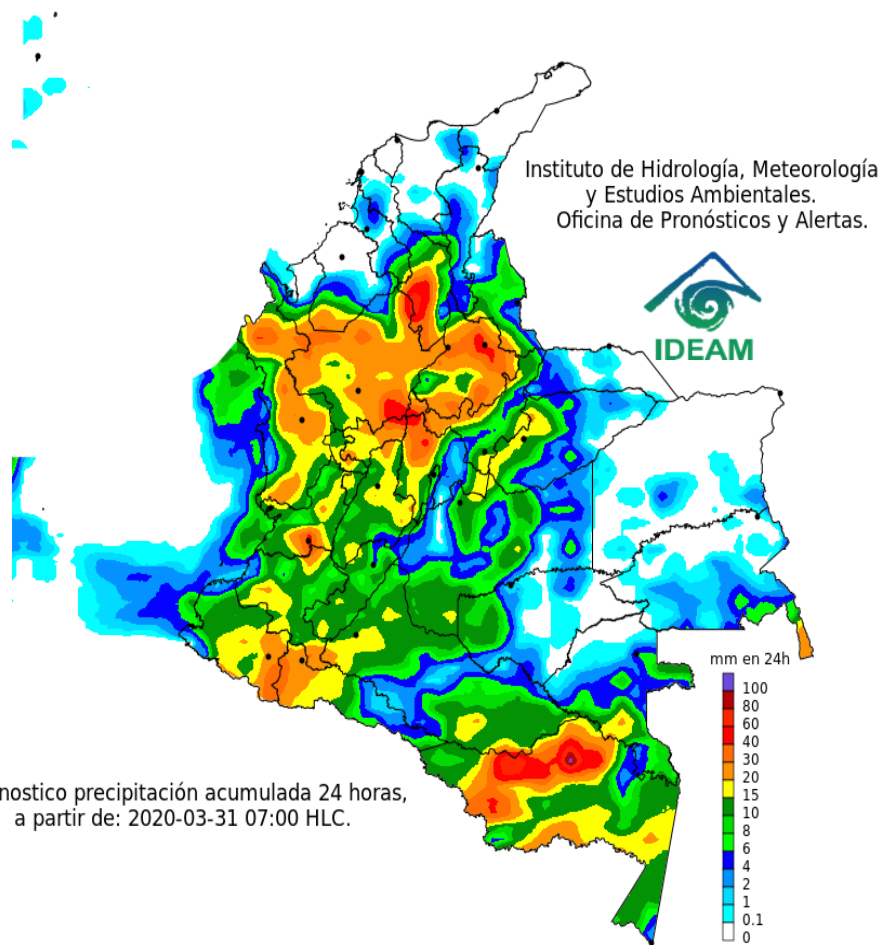 Instituto de Hidrología, Meteorología
y Estudios Ambientales.
Oficina de Pronósticos y Alertas.
IDEAM
mm en 24h
100
80
60
40
30
20
15
10
8
6
4
2
1
0.1
0
nostico precipitación acumulada 24 horas,
a partir de: 2020-03-31 07:00 HLC.